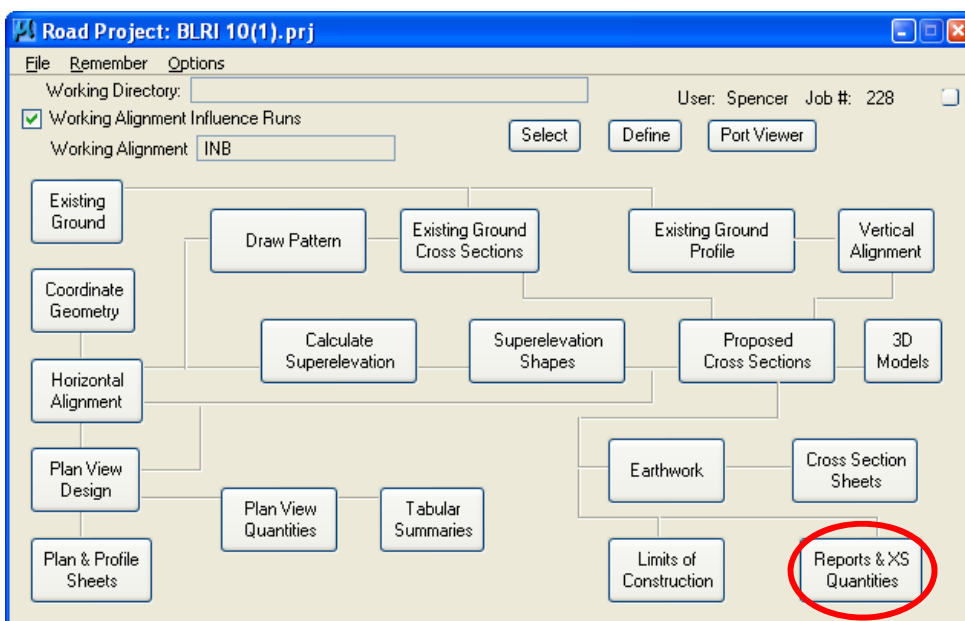 Road Project: BLRI 10(1).prj
File Remember Options
Working Directory:
User: Spencer Job #: 228
Working Alignment Influence Runs
Select Define Port Viewer
Working Alignment INB
Existing
Ground
Draw Pattern
Existing Ground
Cross Sections
Existing Ground
Profile
Vertical
Alignment
Coordinate
Geometry
Calculate
Superelevation
Superelevation
Shapes
Proposed
Cross Sections
3D
Models
Horizontal
Alignment
Plan View
Design
Earthwork
Cross Section
Sheets
Plan View
Quantities
Tabular
Summaries
Plan & Profile
Sheets
Limits of
Construction
Reports & XS
Quantities